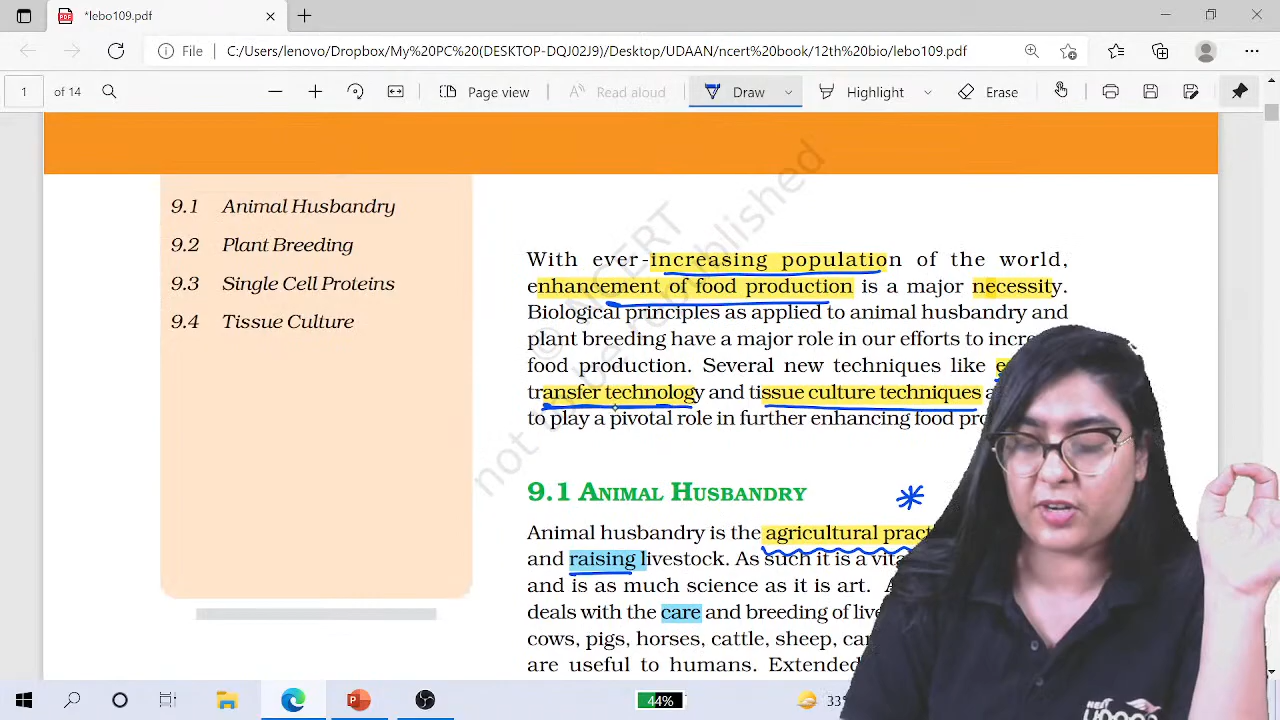 *lebo109.pdf
File
C:/Users/lenovo/Dropbox/My%20PC%20(DESKTOP-DQJ02J9)/Desktop/UDAAN/ncert%20book/12th%20bio/lebo109.pdf
1 of 14
Page view
Read aloud
Draw
Highlight
Erase
9.1 Animal Husbandry
9.2 Plant Breeding
9.3 Single Cell Proteins
9.4 Tissue Culture
© NCERT
not republished
With ever-increasing population of the world,
enhancement of food production is a major necessity.
Biological principles as applied to animal husbandry and
plant breeding have a major role in our efforts to
food production. Several new techniques like
transfer technology and tissue culture techniques
to play a pivotal role in further enhancing food
9.1 ANIMAL HUSBANDRY
Animal husbandry is the agricultural
and raising livestock. As such it is a
and is as much science as it is art.
deals with the care and breeding of
cows, pigs, horses, cattle, sheep,
are useful to humans. Extended
44%
NEXT
UDAAN